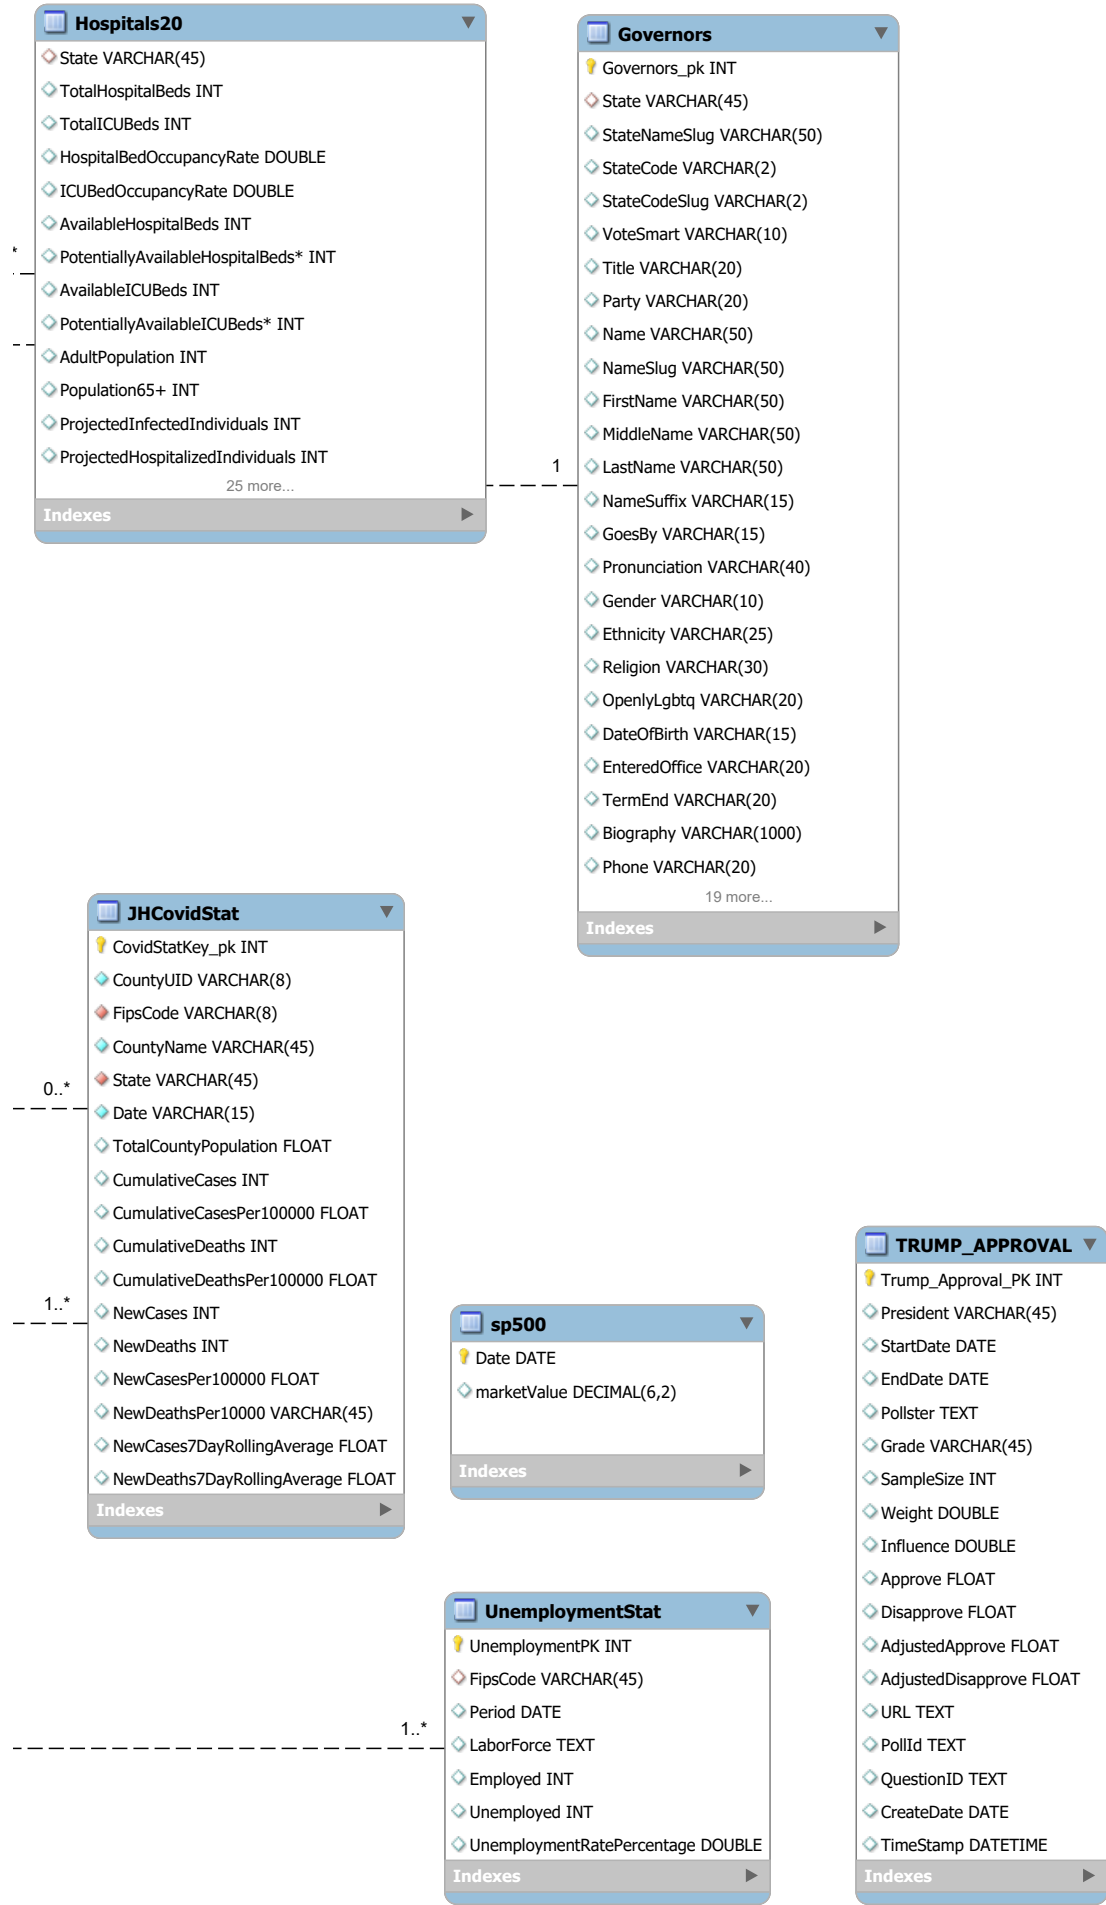 Hospitals20
State VARCHAR(45)
TotalHospitalBeds INT
TotalICUBeds INT
HospitalBedOccupancyRate DOUBLE
ICUBedOccupancyRate DOUBLE
AvailableHospitalBeds INT
*
PotentiallyAvailableHospitalBeds* INT
AvailableICUBeds INT
PotentiallyAvailableICUBeds* INT
AdultPopulation INT
Population65+ INT
ProjectedInfectedIndividuals INT
ProjectedHospitalizedIndividuals INT
25 more...
Indexes
1
Governors
Governors_pk INT
State VARCHAR(45)
StateNameSlug VARCHAR(50)
StateCode VARCHAR(2)
StateCodeSlug VARCHAR(2)
VoteSmart VARCHAR(10)
Title VARCHAR(20)
Party VARCHAR(20)
Name VARCHAR(50)
NameSlug VARCHAR(50)
FirstName VARCHAR(50)
MiddleName VARCHAR(50)
LastName VARCHAR(50)
NameSuffix VARCHAR(15)
GoesBy VARCHAR(15)
Pronunciation VARCHAR(40)
Gender VARCHAR(10)
Ethnicity VARCHAR(25)
Religion VARCHAR(30)
OpenlyLgbtq VARCHAR(20)
DateOfBirth VARCHAR(15)
EnteredOffice VARCHAR(20)
TermEnd VARCHAR(20)
Biography VARCHAR(1000)
Phone VARCHAR(20)
19 more...
Indexes
JHCovidStat
CovidStatKey_pk INT
CountyUID VARCHAR(8)
FipsCode VARCHAR(8)
CountyName VARCHAR(45)
State VARCHAR(45)
0..*
Date VARCHAR(15)
TotalCountyPopulation FLOAT
CumulativeCases INT
CumulativeCasesPer100000 FLOAT
CumulativeDeaths INT
CumulativeDeathsPer100000 FLOAT
1..*
NewCases INT
NewDeaths INT
NewCasesPer100000 FLOAT
NewDeathsPer10000 VARCHAR(45)
NewCases7DayRollingAverage FLOAT
NewDeaths7DayRollingAverage FLOAT
Indexes
sp500
Date DATE
marketValue DECIMAL(6,2)
Indexes
TRUMP_APPROVAL
Trump_Approval_PK INT
President VARCHAR(45)
StartDate DATE
EndDate DATE
Pollster TEXT
Grade VARCHAR(45)
SampleSize INT
Weight DOUBLE
Influence DOUBLE
Approve FLOAT
Disapprove FLOAT
AdjustedApprove FLOAT
AdjustedDisapprove FLOAT
URL TEXT
PollId TEXT
QuestionID TEXT
CreateDate DATE
TimeStamp DATETIME
Indexes
UnemploymentStat
UnemploymentPK INT
FipsCode VARCHAR(45)
Period DATE
1..*
LaborForce TEXT
Employed INT
Unemployed INT
UnemploymentRatePercentage DOUBLE
Indexes